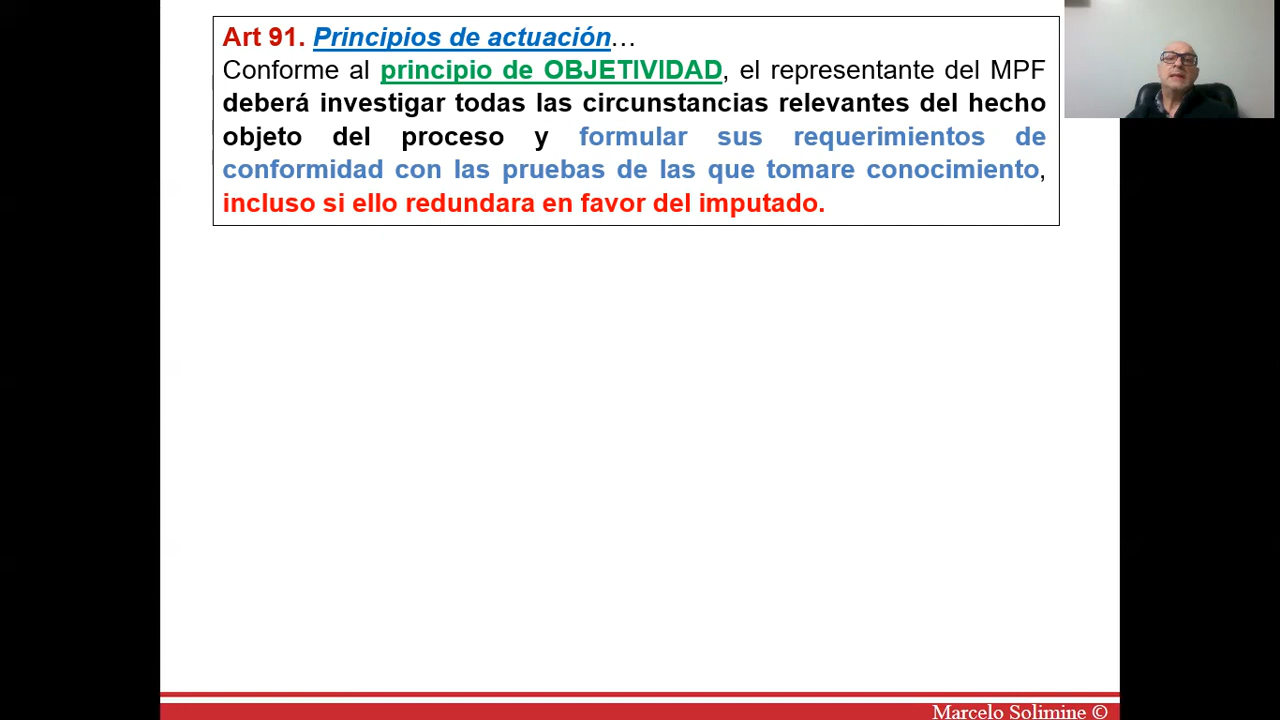 Art 91. Principios de actuación…
Conforme al principio de OBJETIVIDAD, el representante del MPF
deberá investigar todas las circunstancias relevantes del hecho
objeto del proceso y formular sus requerimientos de
conformidad con las pruebas de las que tomare conocimiento,
incluso si ello redundara en favor del imputado.
Marcelo Solimine ©